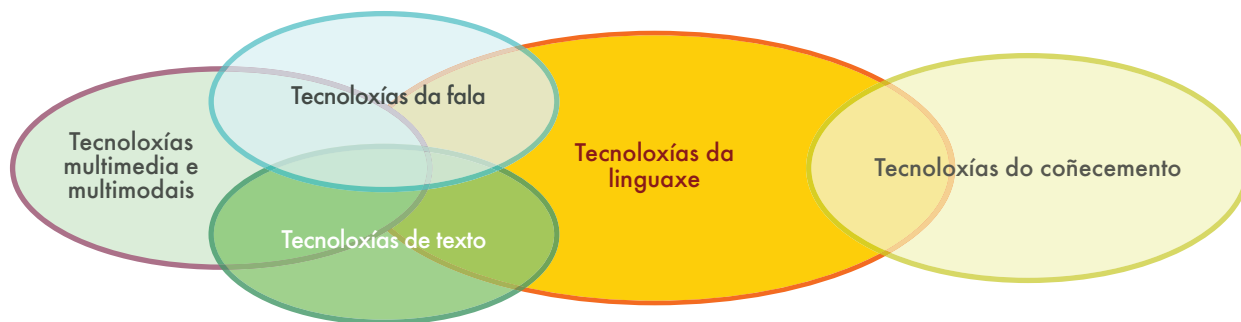 Tecnoloxías da fala
Tecnoloxías
multimedia e
multimodais
Tecnoloxías de texto
Tecnoloxías da
linguaxe
Tecnoloxías do coñecemento